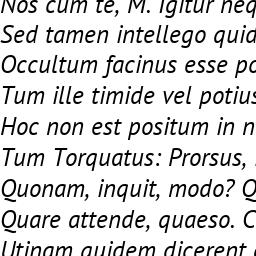 Nos cum te, M. Igitur neq
Sed tamen intellego quid
Occultum facinus esse po
Tum ille timide vel potius
Hoc non est positum in n
Tum Torquatus: Prorsus,
Quonam, inquit, modo? Q
Quare attende, quaeso. C
Utinam quidem dicerent